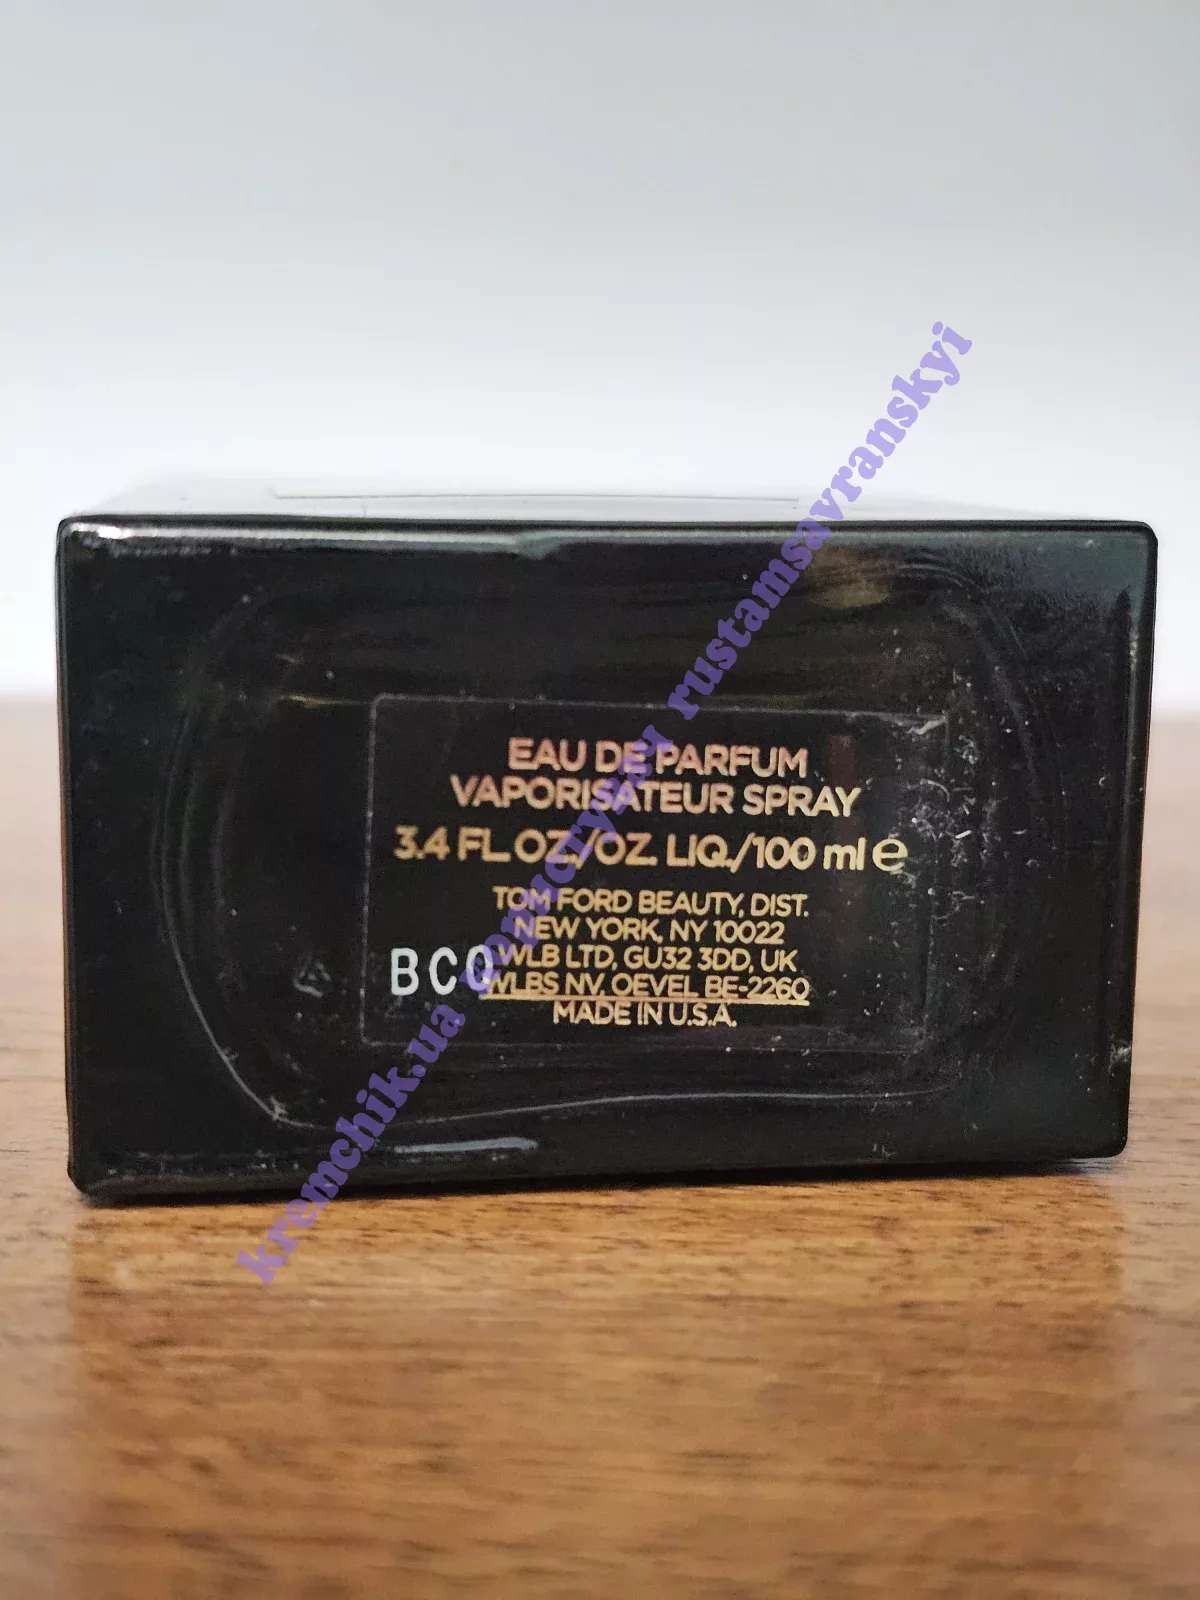 EAU DE PARFUM
VAPORISATEUR SPRAY
3.4 FL OZ./OZ. LIQ./100 ml e
TOM FORD BEAUTY, DIST.
NEW YORK, NY 10022
WLB LTD, GU32 3DD, UK
WLBS NV, OEVEL BE-2260
MADE IN U.S.A.
kremchik.ua
rustamsavranskyi